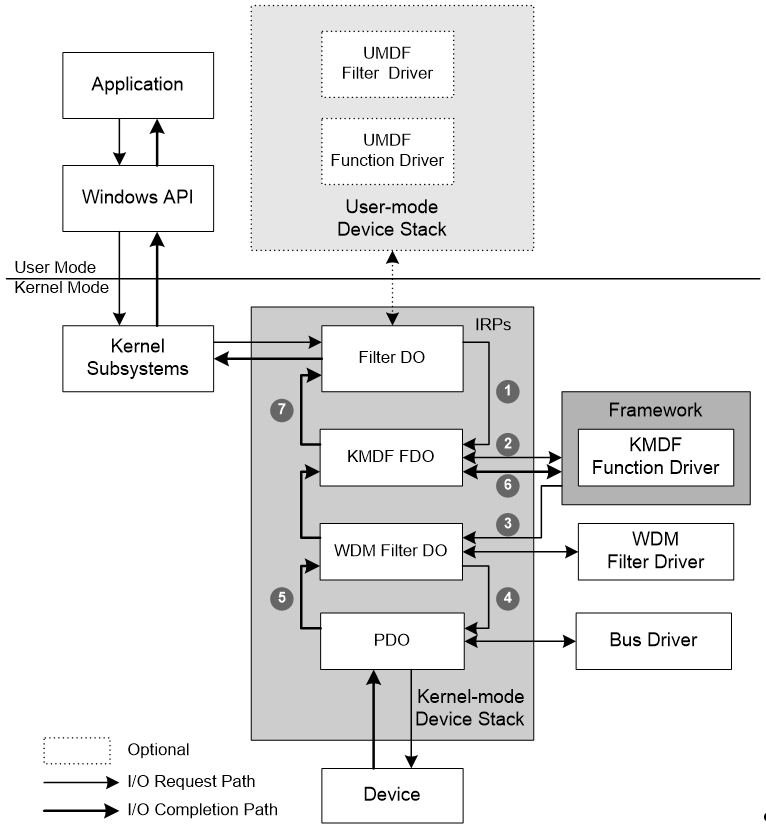 UMDF
Filter Driver
Application
UMDF
Function Driver
Windows API
User-mode
Device Stack
User Mode
Kernel Mode
IRPs
Kernel
Subsystems
Filter DO
1
7
Framework
2
KMDF FDO
KMDF
Function Driver
6
3
WDM Filter DO
WDM
Filter Driver
5
4
PDO
Bus Driver
Kernel-mode
Device Stack
Optional
I/O Request Path
Device
I/O Completion Path